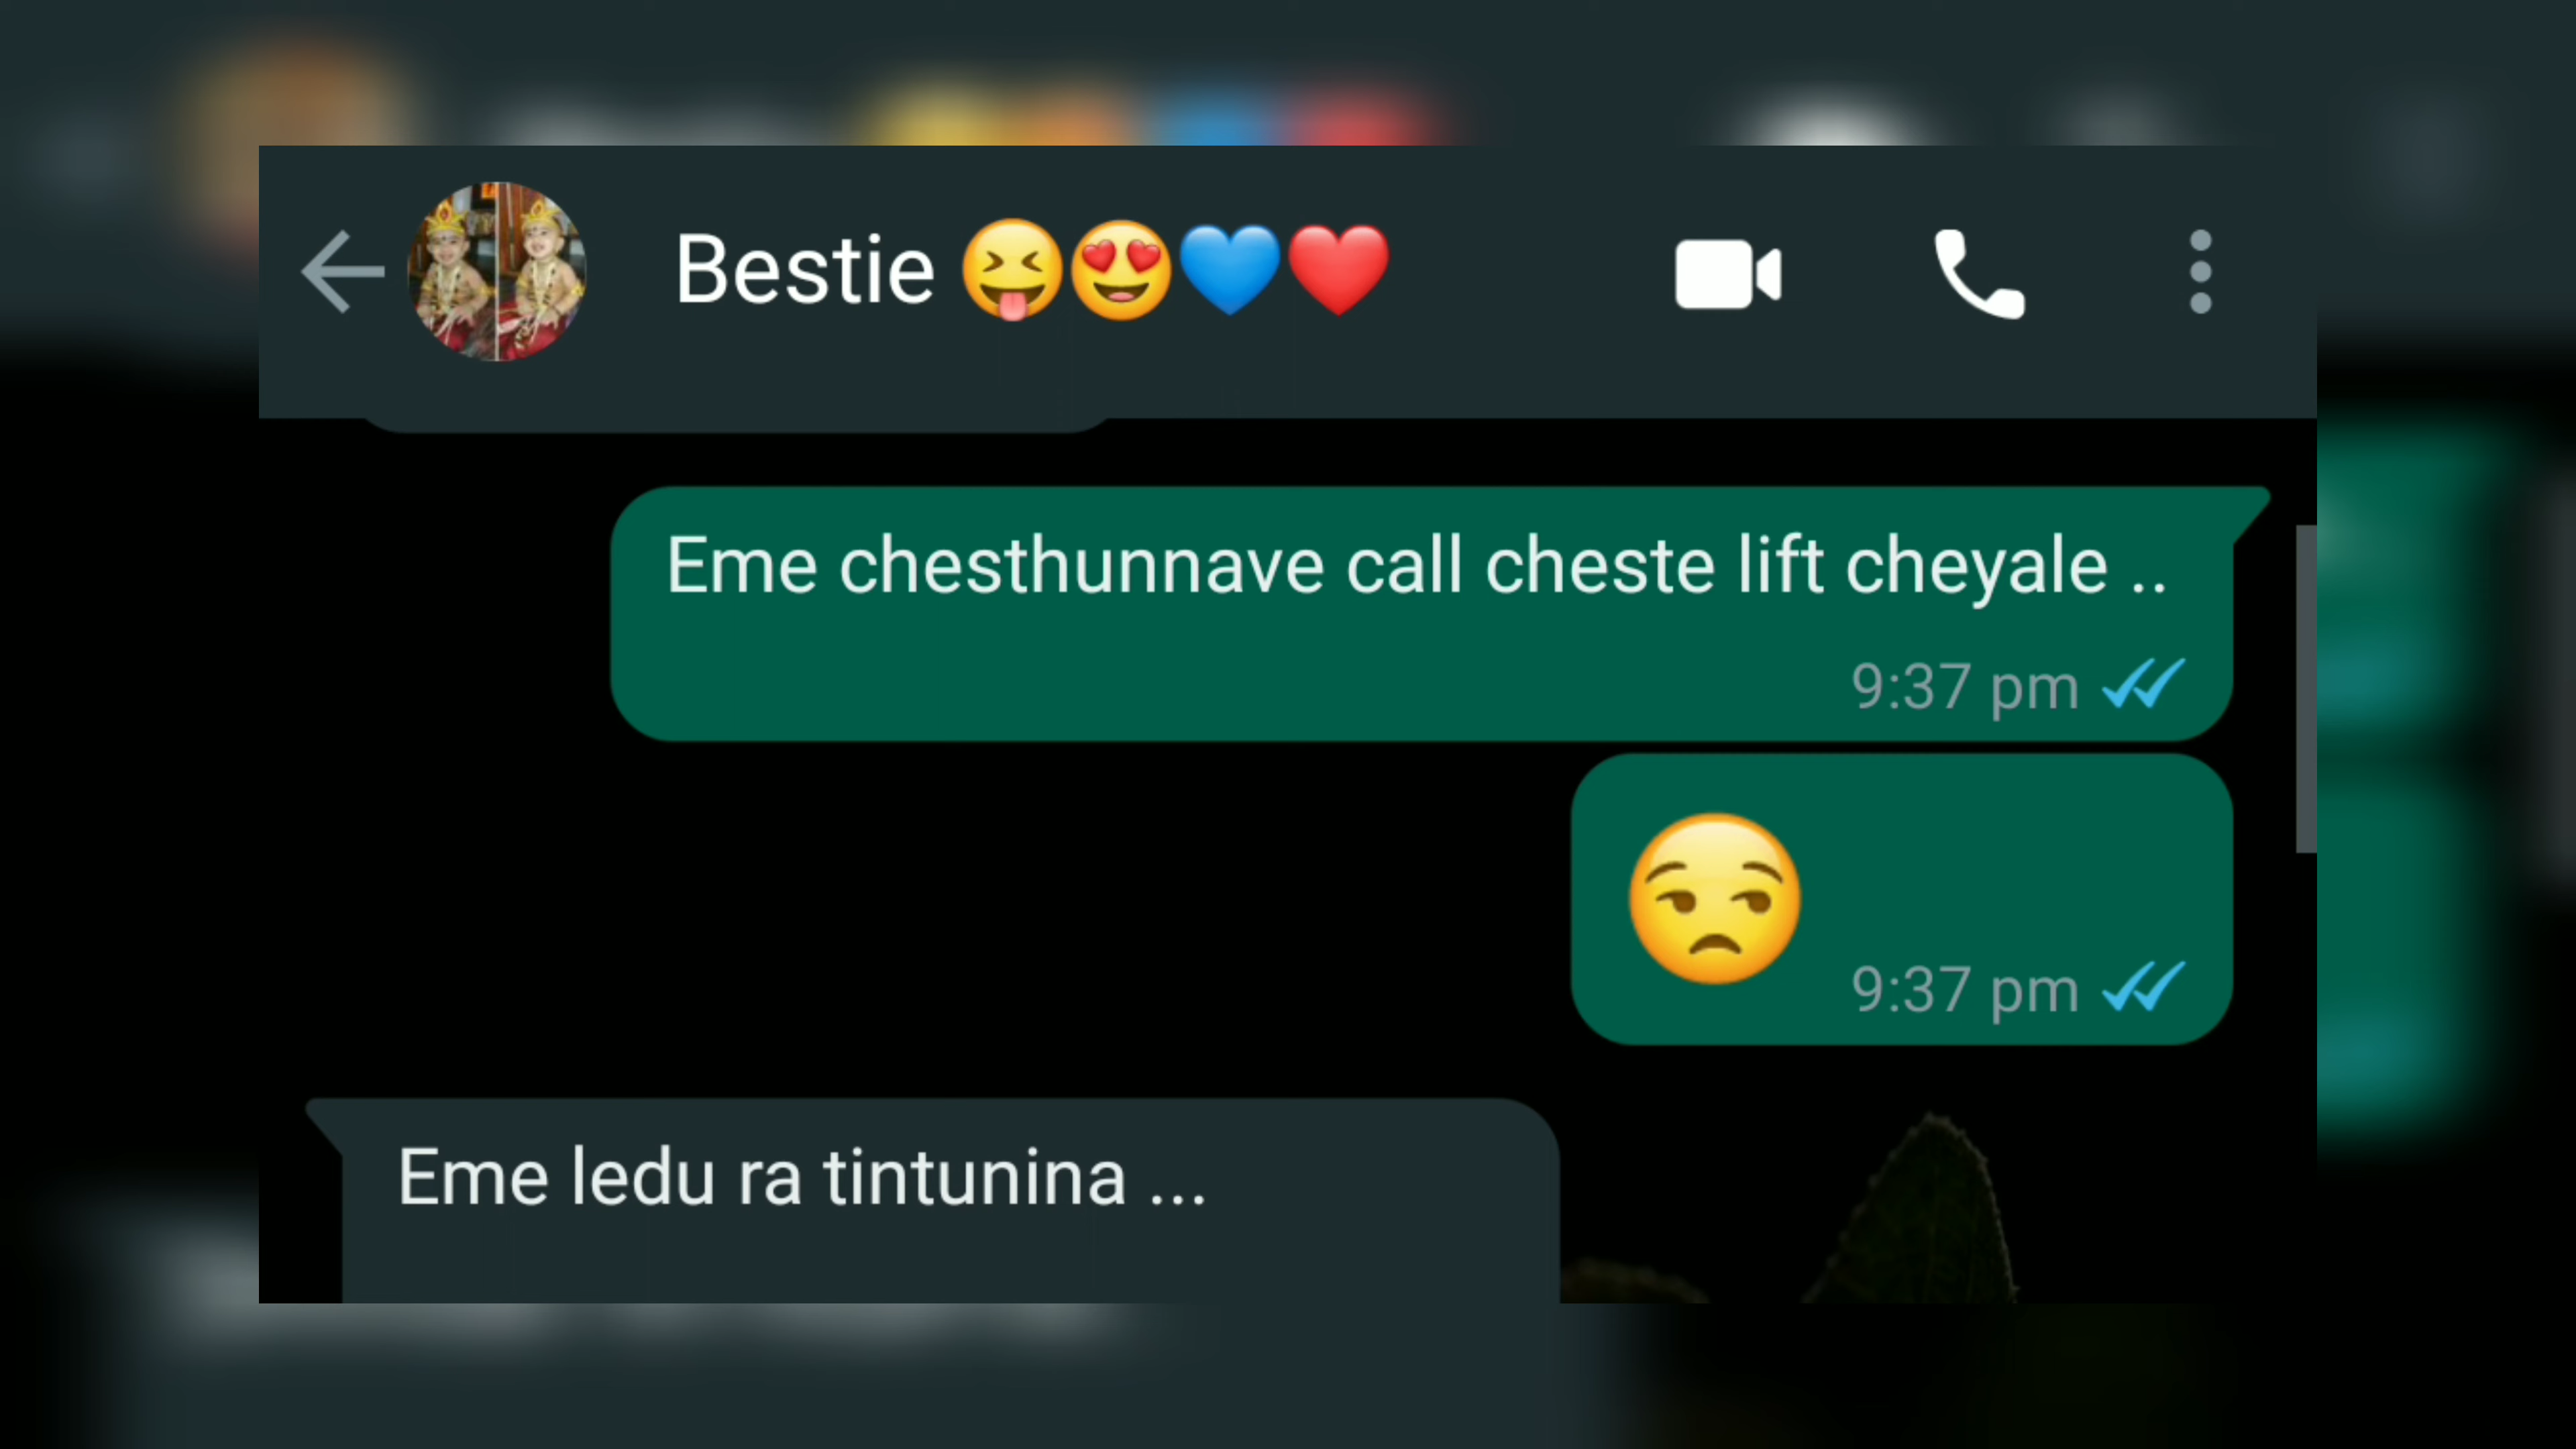 Bestie 😝😍💙❤️
Eme chesthunnave call cheste lift cheyale ..
9:37 pm
😒
9:37 pm
Eme ledu ra tintunina ...